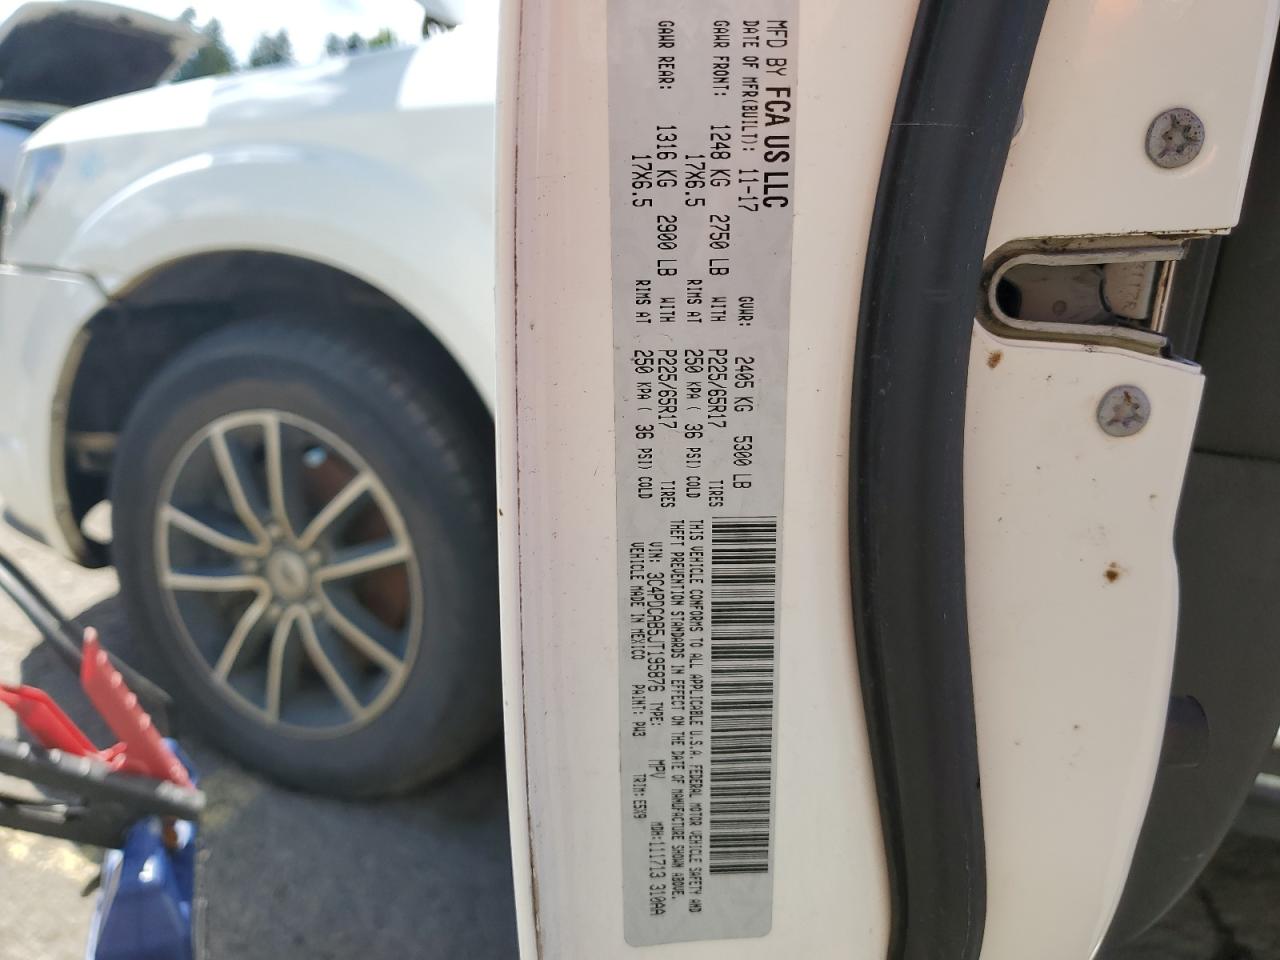 MFD BY FCA US LLC
DATE OF MFR(BUILT): 11-17 GVWR: 2405 KG 5300 LB
GAWR FRONT: 1248 KG 2750 LB WITH P225/65R17 TIRES
17X6.5 RIMS AT 250 KPA ( 36 PSI) COLD
GAWR REAR: 1316 KG 2900 LB WITH P225/65R17 TIRES
17X6.5 RIMS AT 250 KPA ( 36 PSI) COLD
THIS VEHICLE CONFORMS TO ALL APPLICABLE U.S.A. FEDERAL MOTOR VEHICLE SAFETY AND
THEFT PREVENTION STANDARDS IN EFFECT ON THE DATE OF MANUFACTURE SHOWN ABOVE.
VIN: 3C4PDCAB5JT195876 TYPE: MPV MDH:111713 310AA
VEHICLE MADE IN MEXICO PAINT: PW3 TRIM: E5X9